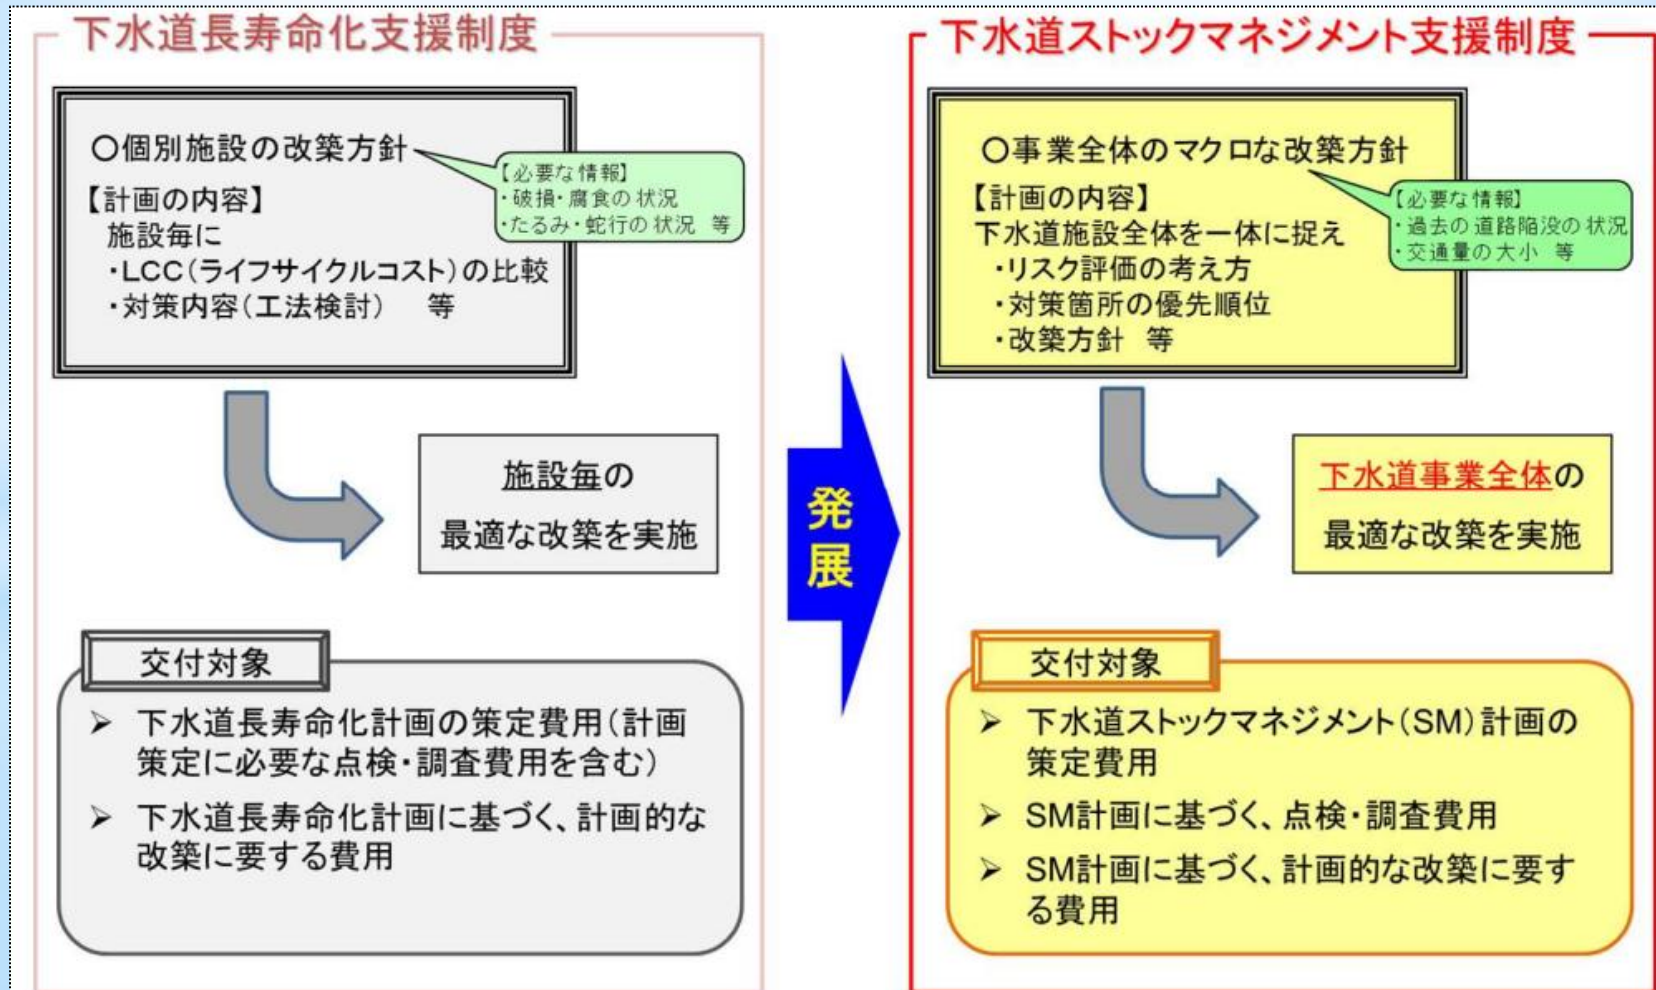 下水道長寿命化支援制度
〇個別施設の改築方針
【必要な情報】
・破損・腐食の状況
・たるみ・蛇行の状況 等
【計画の内容】
施設毎に
・LCC(ライフサイクルコスト)の比較
・対策内容(工法検討) 等
施設毎の
最適な改築を実施
交付対象
➢ 下水道長寿命化計画の策定費用(計画
策定に必要な点検・調査費用を含む)
➢ 下水道長寿命化計画に基づく、計画的な
改築に要する費用
発
展
下水道ストックマネジメント支援制度
〇事業全体のマクロな改築方針
【必要な情報】
・過去の道路陥没の状況
・交通量の大小 等
【計画の内容】
下水道施設全体を一体に捉え
・リスク評価の考え方
・対策箇所の優先順位
・改築方針 等
下水道事業全体の
最適な改築を実施
交付対象
➢ 下水道ストックマネジメント(SM)計画の
策定費用
➢ SM計画に基づく、点検・調査費用
➢ SM計画に基づく、計画的な改築に要す
る費用